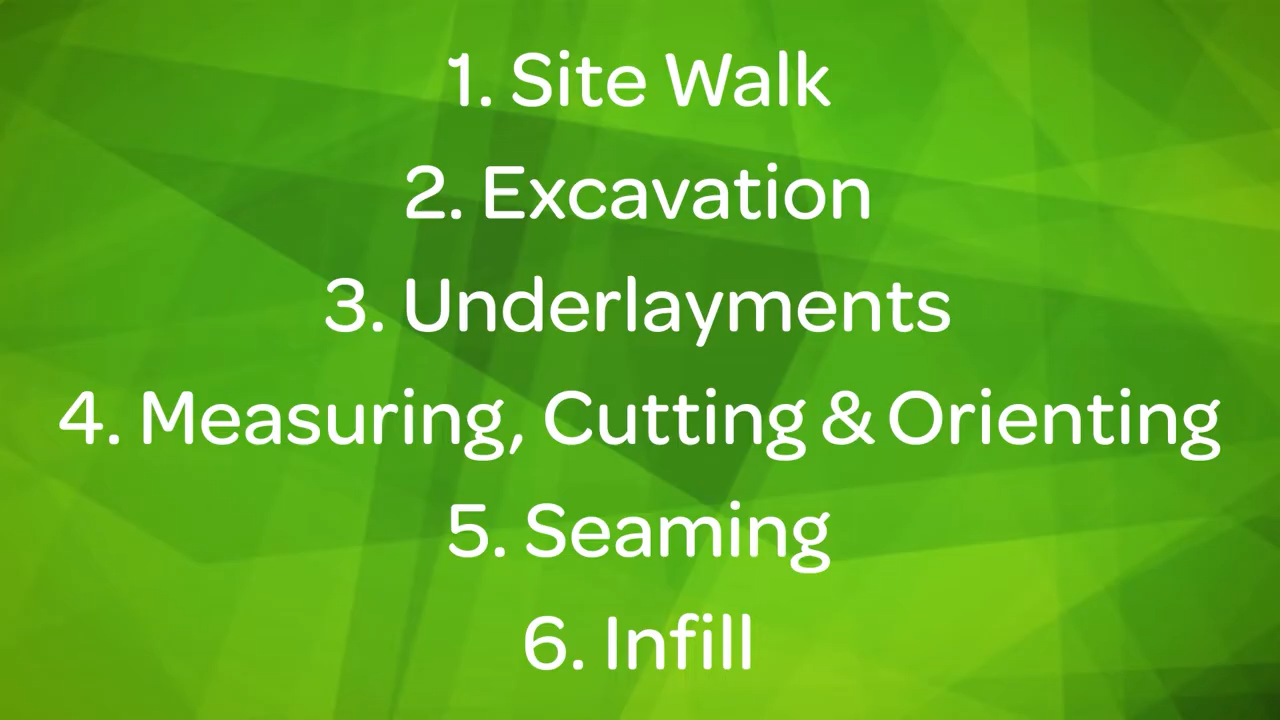 1. Site Walk
2. Excavation
3. Underlayments
4. Measuring, Cutting & Orienting
5. Seaming
6. Infill